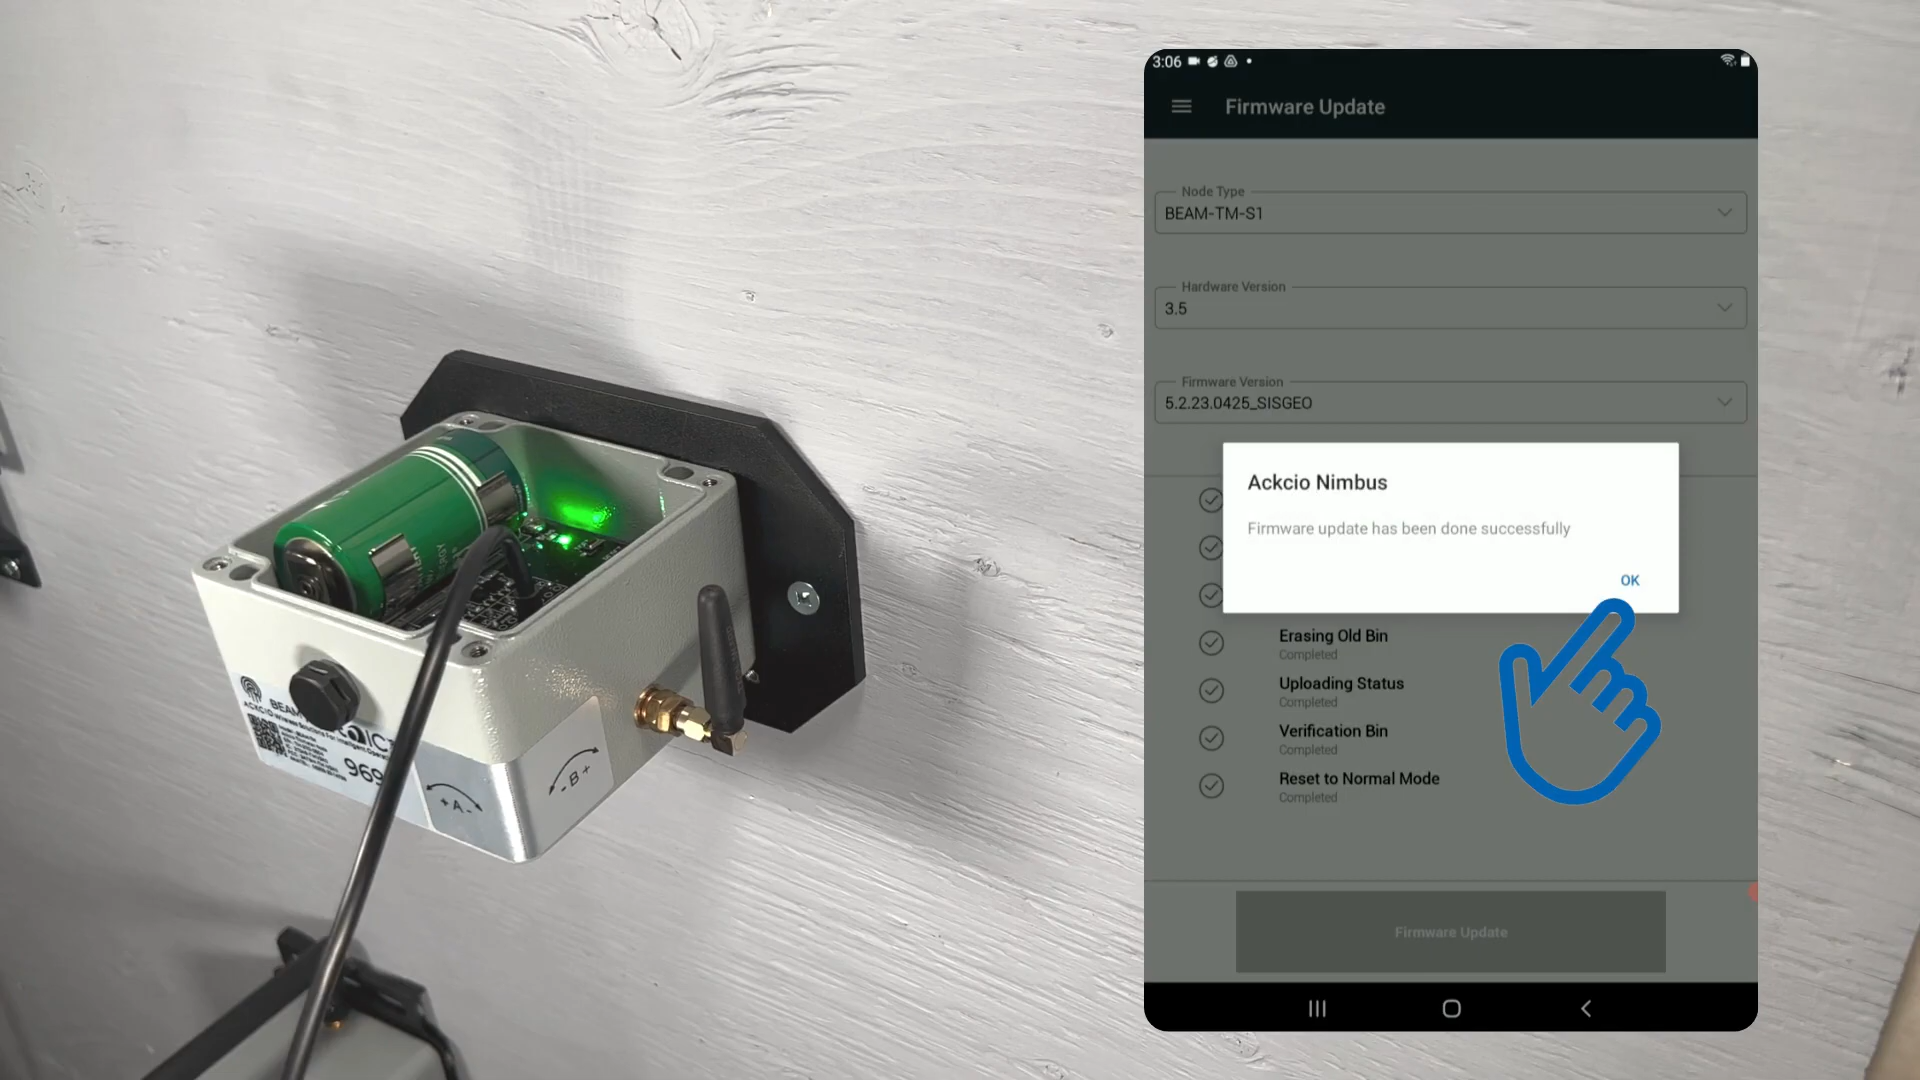 3:06
Firmware Update
Node Type
BEAM-TM-S1
Hardware Version
3.5
Firmware Version
5.2.23.0425_SISGEO
Ackcio Nimbus
Firmware update has been done successfully
OK
Erasing Old Bin
Completed
Uploading Status
Completed
Verification Bin
Completed
Reset to Normal Mode
Completed
Firmware Update
BEAM
969
+A-
-B+